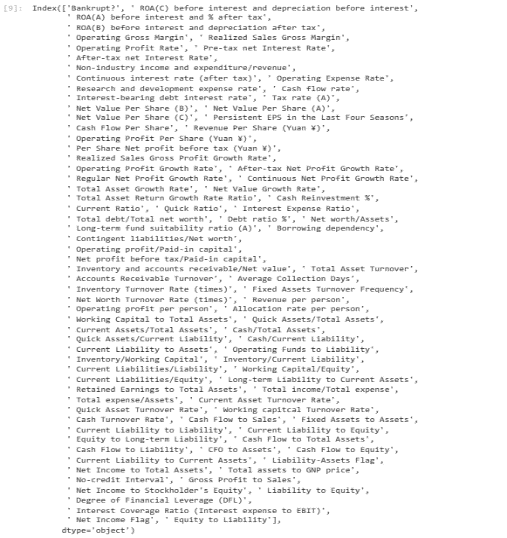 [9]: Index(['Bankrupt?', ' ROA(C) before interest and depreciation before interest',
' ROA(A) before interest and % after tax',
' ROA(B) before interest and depreciation after tax',
' Operating Gross Margin', ' Realized Sales Gross Margin',
' Operating Profit Rate', ' Pre-tax net Interest Rate',
' After-tax net Interest Rate',
' Non-industry income and expenditure/revenue',
' Continuous interest rate (after tax)', ' Operating Expense Rate',
' Research and development expense rate', ' Cash flow rate',
' Interest-bearing debt interest rate', ' Tax rate (A)',
' Net Value Per Share (B)', ' Net Value Per Share (A)',
' Net Value Per Share (C)', ' Persistent EPS in the Last Four Seasons',
' Cash Flow Per Share', ' Revenue Per Share (Yuan ¥)',
' Operating Profit Per Share (Yuan ¥)',
' Per Share Net profit before tax (Yuan ¥)',
' Realized Sales Gross Profit Growth Rate',
' Operating Profit Growth Rate', ' After-tax Net Profit Growth Rate',
' Regular Net Profit Growth Rate', ' Continuous Net Profit Growth Rate',
' Total Asset Growth Rate', ' Net Value Growth Rate',
' Total Asset Return Growth Rate Ratio', ' Cash Reinvestment %',
' Current Ratio', ' Quick Ratio', ' Interest Expense Ratio',
' Total debt/Total net worth', ' Debt ratio %', ' Net worth/Assets',
' Long-term fund suitability ratio (A)', ' Borrowing dependency',
' Contingent liabilities/Net worth',
' Operating profit/Paid-in capital',
' Net profit before tax/Paid-in capital',
' Inventory and accounts receivable/Net value', ' Total Asset Turnover',
' Accounts Receivable Turnover', ' Average Collection Days',
' Inventory Turnover Rate (times)', ' Fixed Assets Turnover Frequency',
' Net Worth Turnover Rate (times)', ' Revenue per person',
' Operating profit per person', ' Allocation rate per person',
' Working Capital to Total Assets', ' Quick Assets/Total Assets',
' Current Assets/Total Assets', ' Cash/Total Assets',
' Quick Assets/Current Liability', ' Cash/Current Liability',
' Current Liability to Assets', ' Operating Funds to Liability',
' Inventory/Working Capital', ' Inventory/Current Liability',
' Current Liabilities/Liability', ' Working Capital/Equity',
' Current Liabilities/Equity', ' Long-term Liability to Current Assets',
' Retained Earnings to Total Assets', ' Total income/Total expense',
' Total expense/Assets', ' Current Asset Turnover Rate',
' Quick Asset Turnover Rate', ' Working capitcal Turnover Rate',
' Cash Turnover Rate', ' Cash Flow to Sales', ' Fixed Assets to Assets',
' Current Liability to Liability', ' Current Liability to Equity',
' Equity to Long-term Liability', ' Cash Flow to Total Assets',
' Cash Flow to Liability', ' CFO to Assets', ' Cash Flow to Equity',
' Current Liability to Current Assets', ' Liability-Assets Flag',
' Net Income to Total Assets', ' Total assets to GNP price',
' No-credit Interval', ' Gross Profit to Sales',
' Net Income to Stockholder's Equity', ' Liability to Equity',
' Degree of Financial Leverage (DFL)',
' Interest Coverage Ratio (Interest expense to EBIT)',
' Net Income Flag', ' Equity to Liability'],
dtype='object')